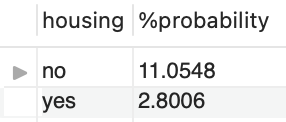 housing %probability
no 11.0548
yes 2.8006